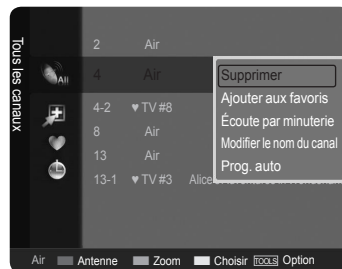 Tous les canaux
All
2 Air
4 Air
4-2 ♥ TV #8
8 Air
13 Air
13-1 ♥ TV #3 Alice
Supprimer
Ajouter aux favoris
Écoute par minuterie
Modifier le nom du canal
Prog. auto
Air Antenne Zoom Choisir TOOLS Option